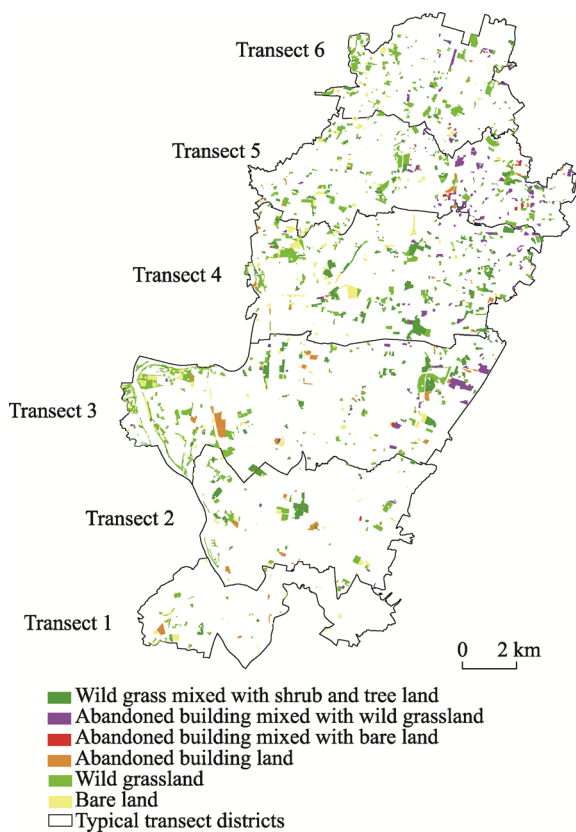 Transect 6
Transect 5
Transect 4
Transect 3
Transect 2
Transect 1
0 2 km
Wild grass mixed with shrub and tree land
Abandoned building mixed with wild grassland
Abandoned building mixed with bare land
Abandoned building land
Wild grassland
Bare land
Typical transect districts